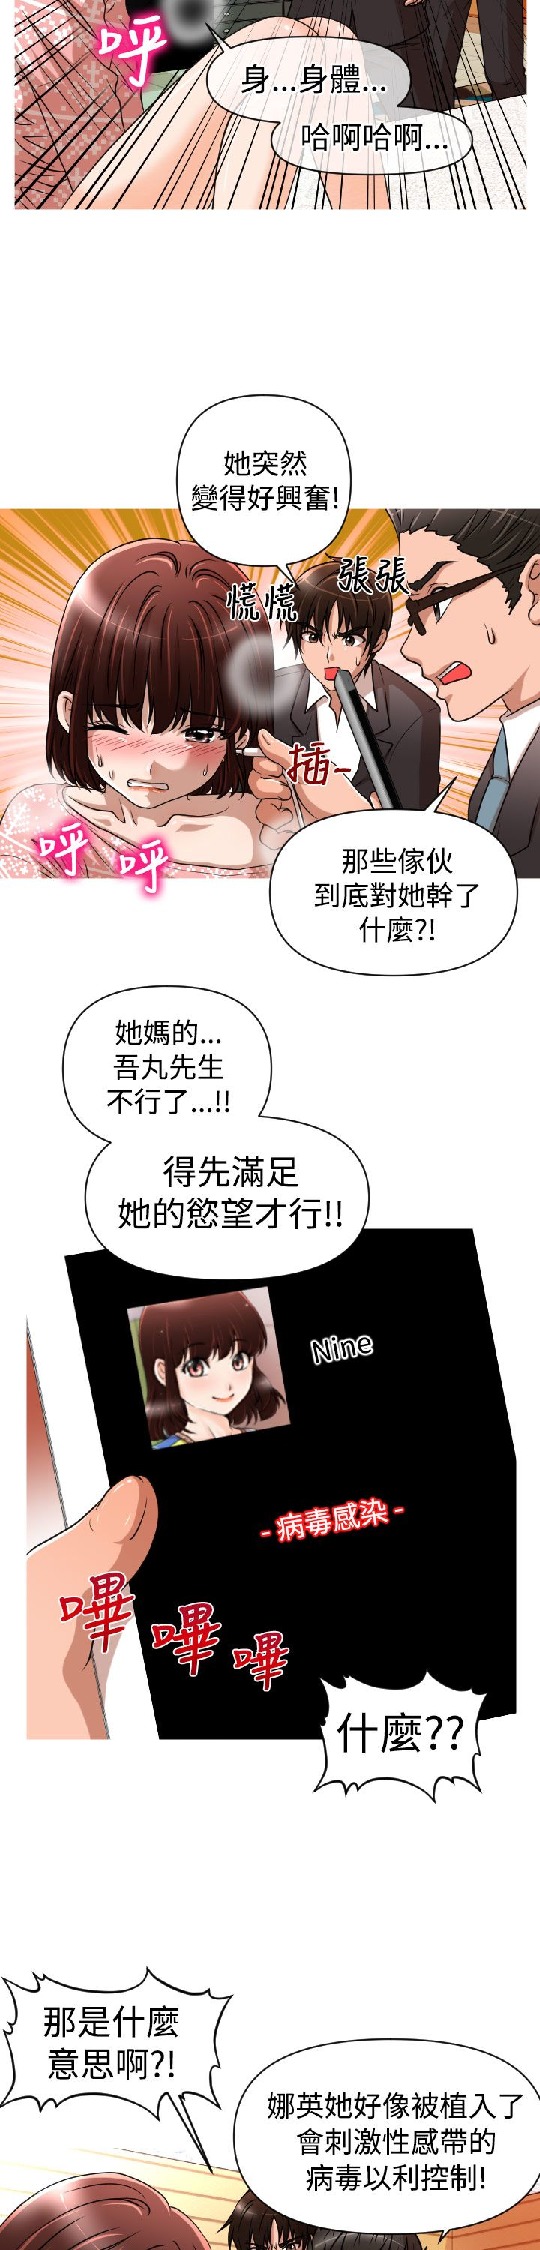 呼
身...身體...
哈啊哈啊...
她突然
變得好興奮!
慌慌
張張
插-
呼 呼
那些傢伙
到底對她幹了
什麼?!
她媽的...
吾丸先生
不行了...!!
得先滿足
她的慾望才行!!
Nine
- 病毒感染 -
嗶 嗶 嗶
什麼??
那是什麼
意思啊?!
娜英她好像被植入了
會刺激性感帶的
病毒以利控制!